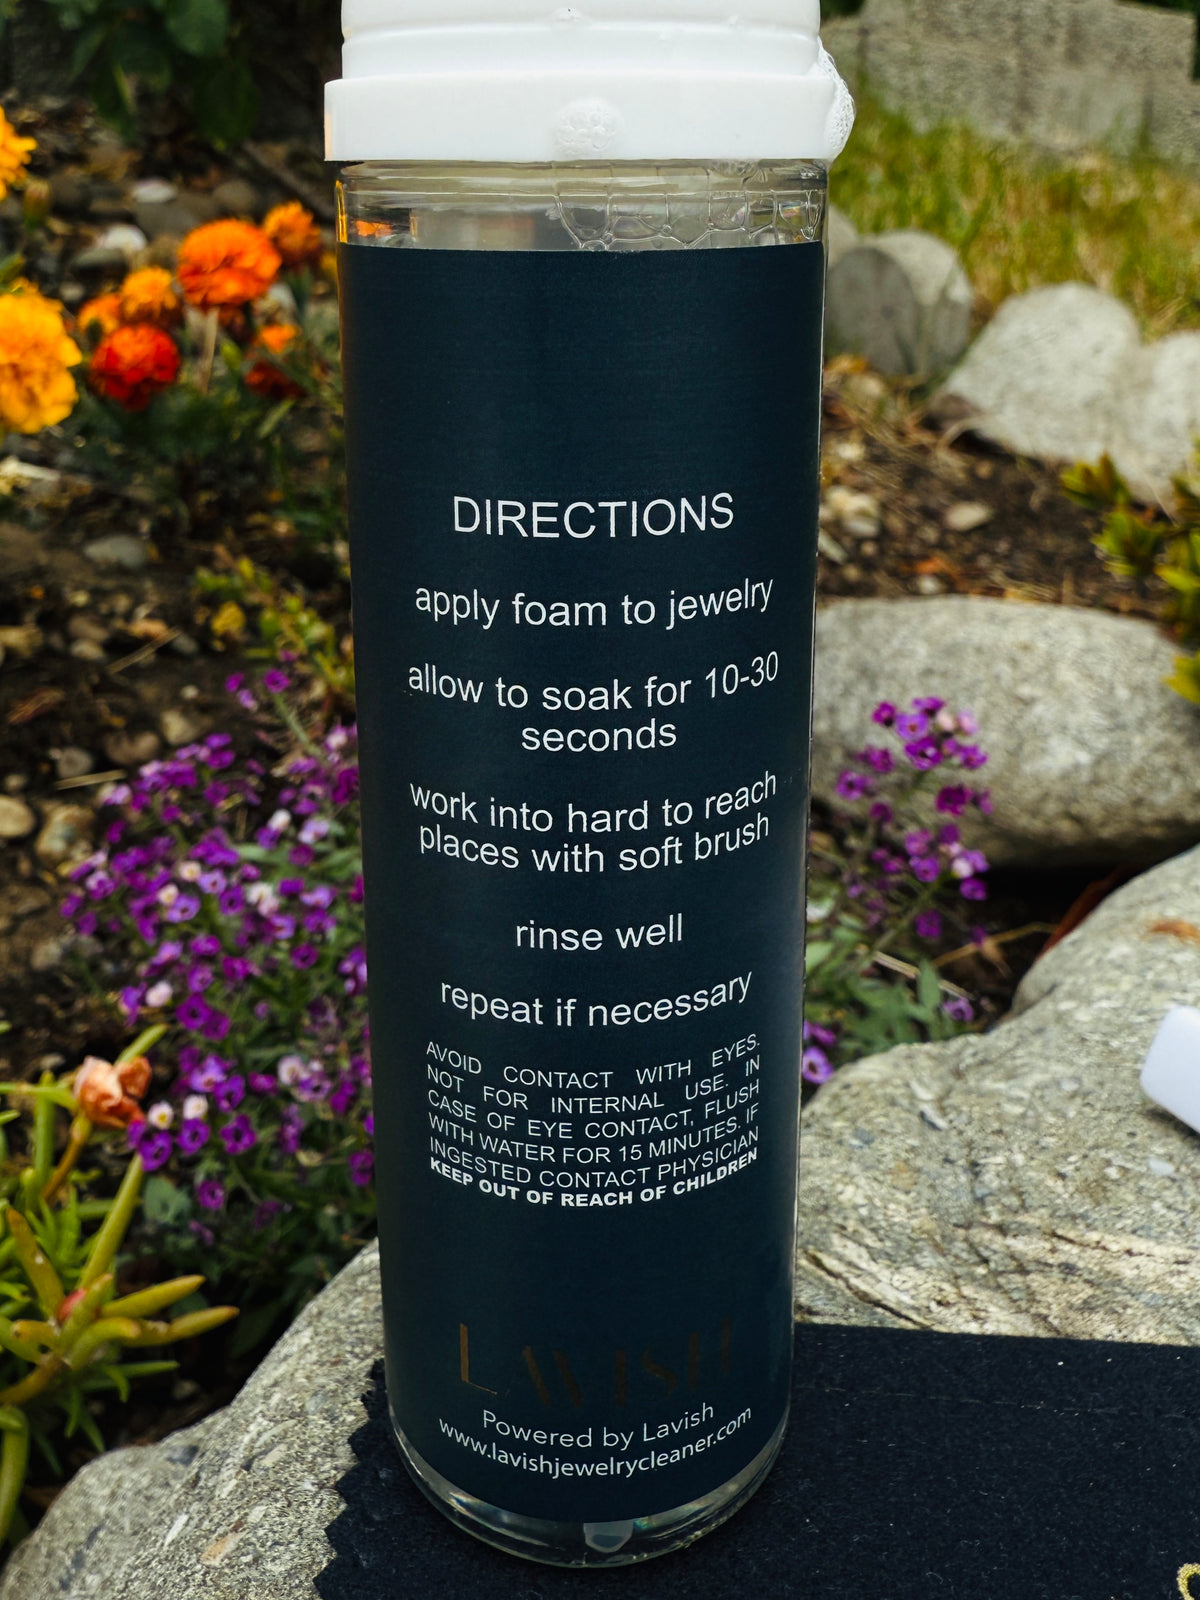 DIRECTIONS
apply foam to jewelry
allow to soak for 10-30
seconds
work into hard to reach
places with soft brush
rinse well
repeat if necessary
AVOID CONTACT WITH EYES.
NOT FOR INTERNAL USE. IN
CASE OF EYE CONTACT, FLUSH
WITH WATER FOR 15 MINUTES. IF
INGESTED CONTACT PHYSICIAN
KEEP OUT OF REACH OF CHILDREN
LAVISH
Powered by Lavish
www.lavishjewelrycleaner.com